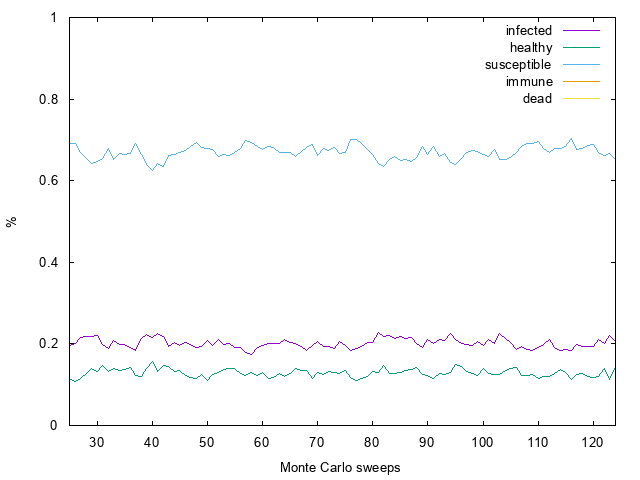 1
0.8
0.6
0.4
0.2
0
%
30 40 50 60 70 80 90 100 110 120
Monte Carlo sweeps
infected
healthy
susceptible
immune
dead